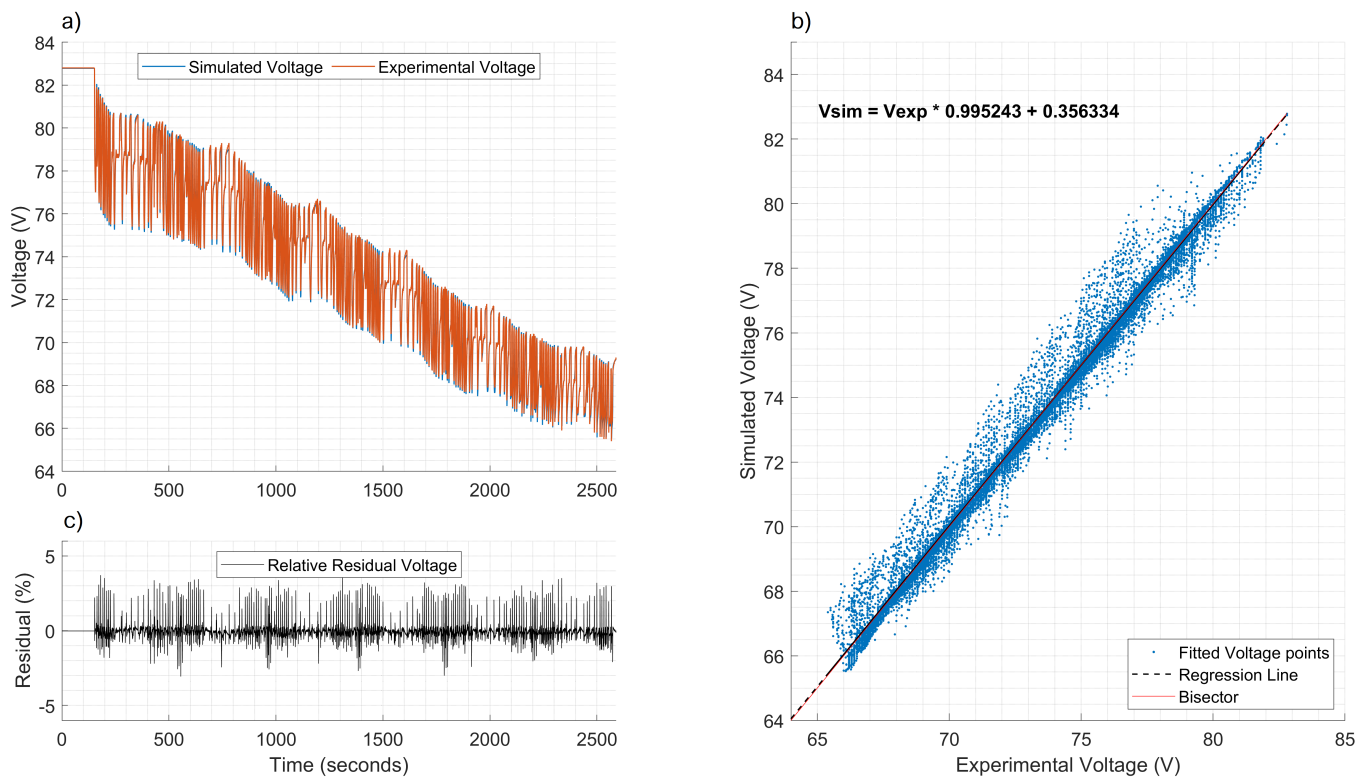 a)
84
82
80
78
76
74
72
70
68
66
64
Voltage (V)
Simulated Voltage
Experimental Voltage
0
500
1000
1500
2000
2500
c)
5
0
-5
Residual (%)
Relative Residual Voltage
0
500
1000
1500
2000
2500
Time (seconds)
b)
84
82
80
78
76
74
72
70
68
66
64
Simulated Voltage (V)
Vsim = Vexp * 0.995243 + 0.356334
Fitted Voltage points
Regression Line
Bisector
65
70
75
80
85
Experimental Voltage (V)